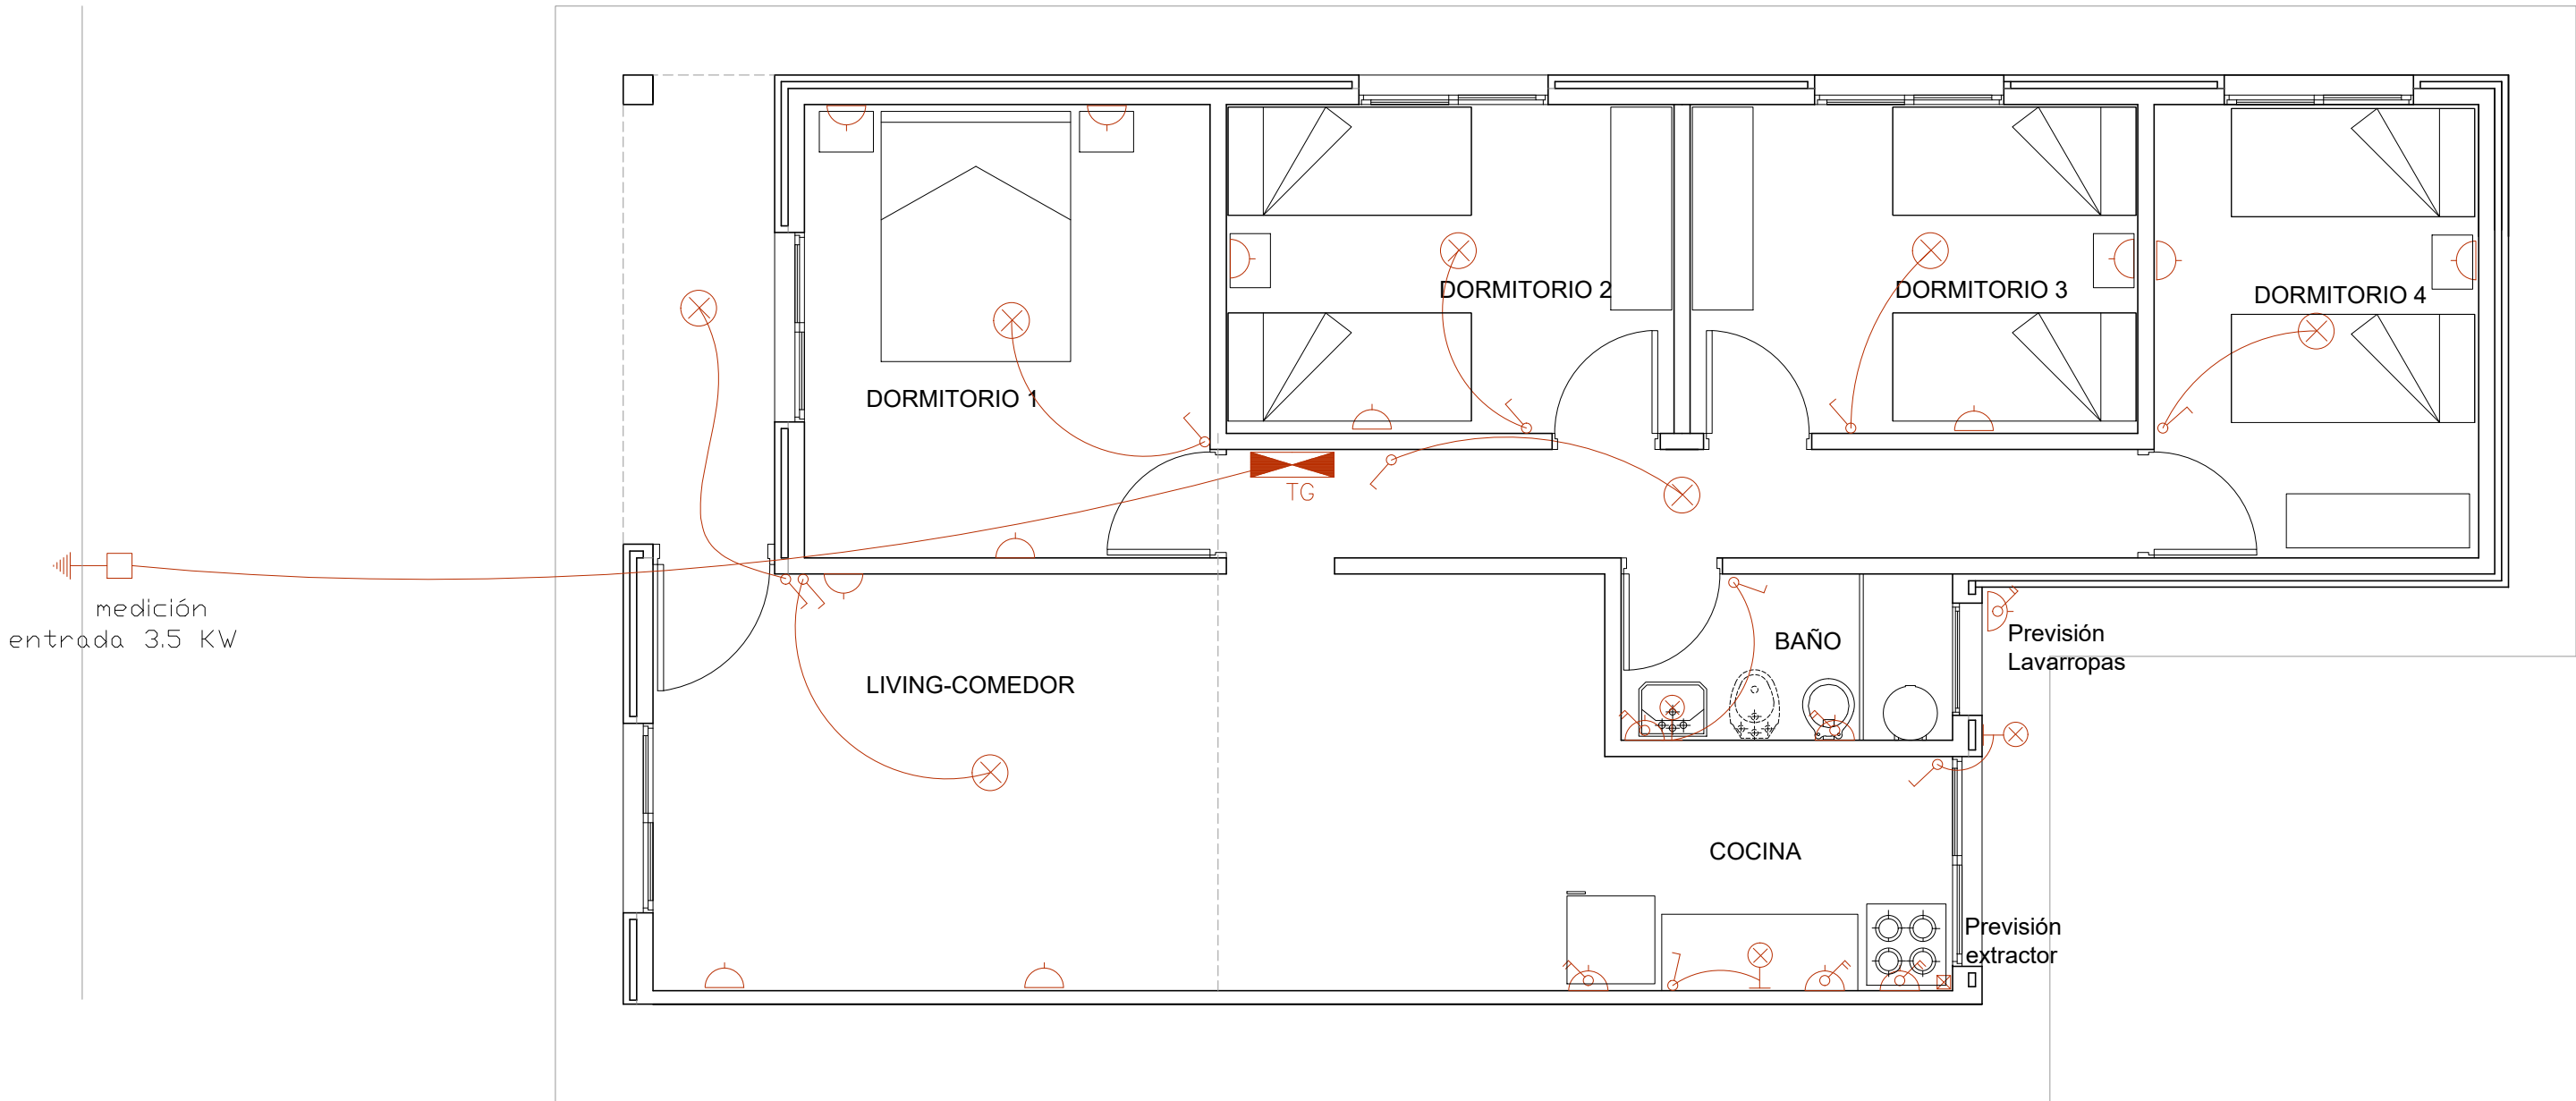 DORMITORIO 2
DORMITORIO 3
DORMITORIO 4
DORMITORIO 1
TG
medición
entrada 3.5 KW
BAÑO
Previsión
Lavarropas
LIVING-COMEDOR
COCINA
Previsión
extractor